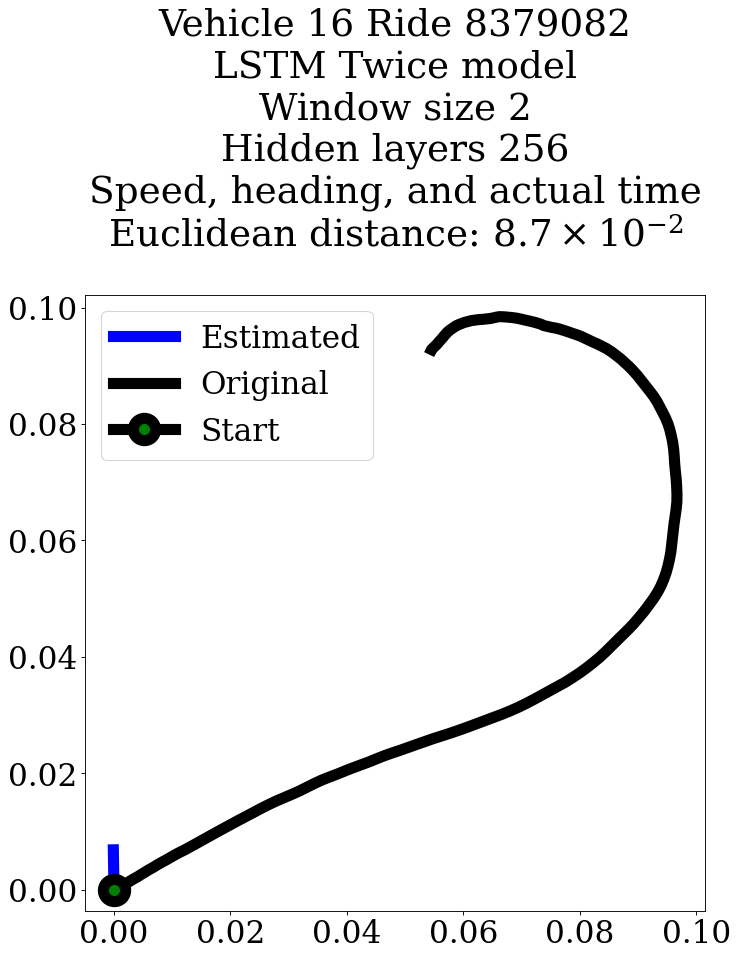 Vehicle 16 Ride 8379082
LSTM Twice model
Window size 2
Hidden layers 256
Speed, heading, and actual time
Euclidean distance: 8.7 × 10⁻²
0.10
0.08
0.06
0.04
0.02
0.00
Estimated
Original
Start
0.00 0.02 0.04 0.06 0.08 0.10